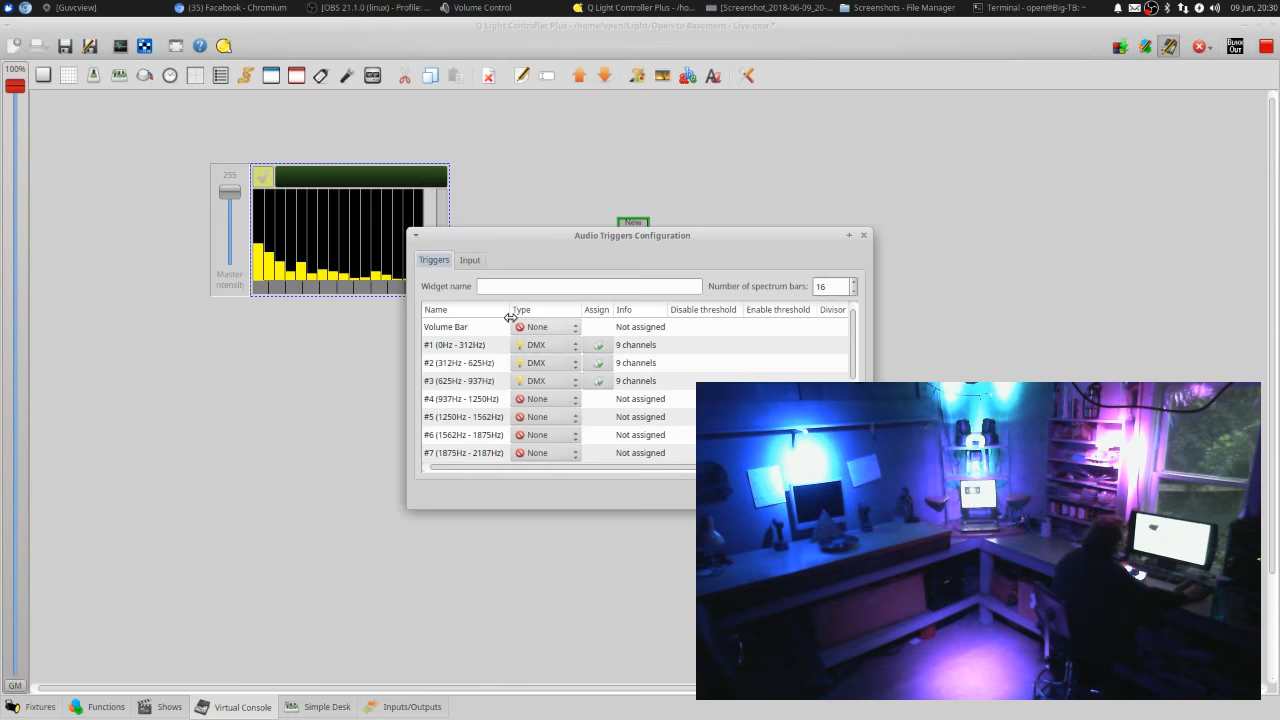 [Guvcview]
(35) Facebook - Chromium
[OBS 21.1.0 (linux) - Profile: ...
Volume Control
Q Light Controller Plus - /ho...
[Screenshot_2018-06-09_20-...
Screenshots - File Manager
Terminal - open@Big-TB: ~
09 Jun, 20:30
Q Light Controller Plus - /home/open/Light/Open-to-Basement - Live.qxw *
BLACK
OUT
100%
255
Master
ntensit
New
Audio Triggers Configuration
Triggers
Input
Widget name
Number of spectrum bars:
16
Name Type Assign Info Disable threshold Enable threshold Divisor
Volume Bar None Not assigned
#1 (0Hz - 312Hz) DMX 9 channels
#2 (312Hz - 625Hz) DMX 9 channels
#3 (625Hz - 937Hz) DMX 9 channels
#4 (937Hz - 1250Hz) None Not assigned
#5 (1250Hz - 1562Hz) None Not assigned
#6 (1562Hz - 1875Hz) None Not assigned
#7 (1875Hz - 2187Hz) None Not assigned
GM
Fixtures
Functions
Shows
Virtual Console
Simple Desk
Inputs/Outputs